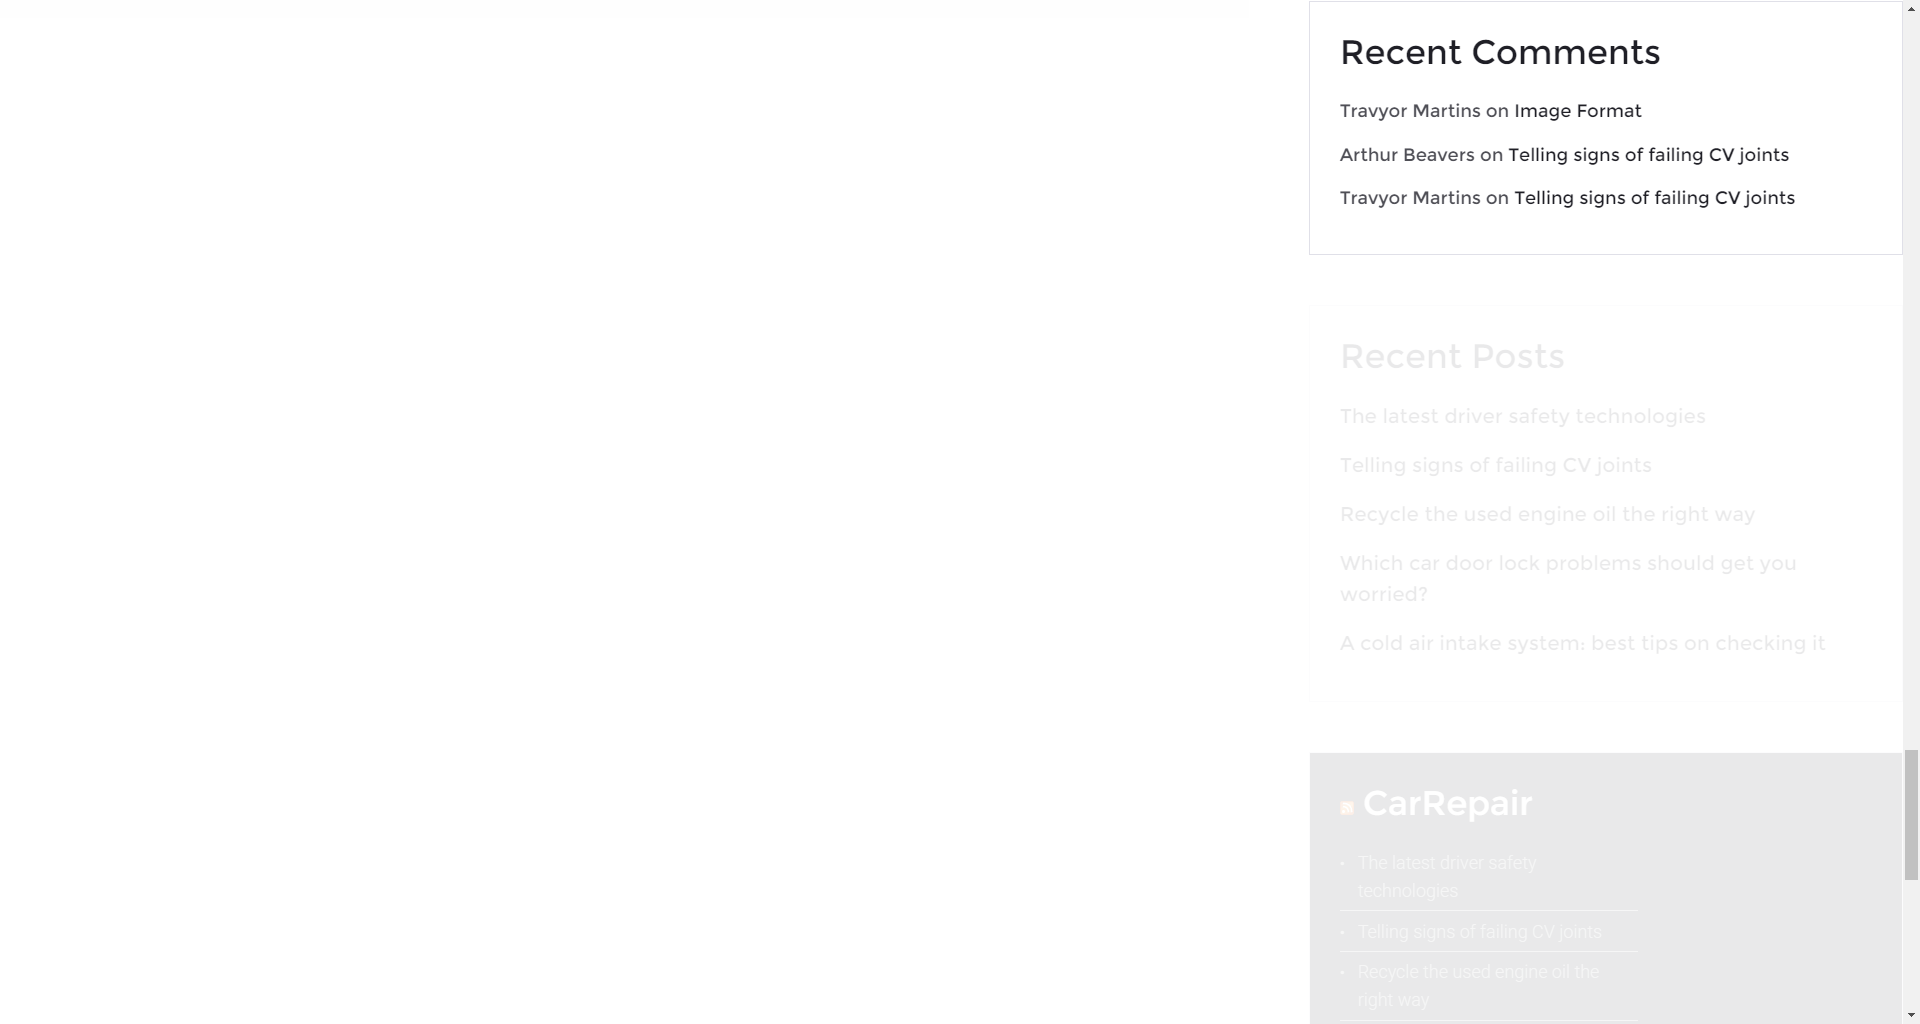 Recent Comments
Travyor Martins on Image Format
Arthur Beavers on Telling signs of failing CV joints
Travyor Martins on Telling signs of failing CV joints
Recent Posts
The latest driver safety technologies
Telling signs of failing CV joints
Recycle the used engine oil the right way
Which car door lock problems should get you
worried?
A cold air intake system: best tips on checking it
CarRepair
• The latest driver safety
technologies
• Telling signs of failing CV joints
• Recycle the used engine oil the
right way